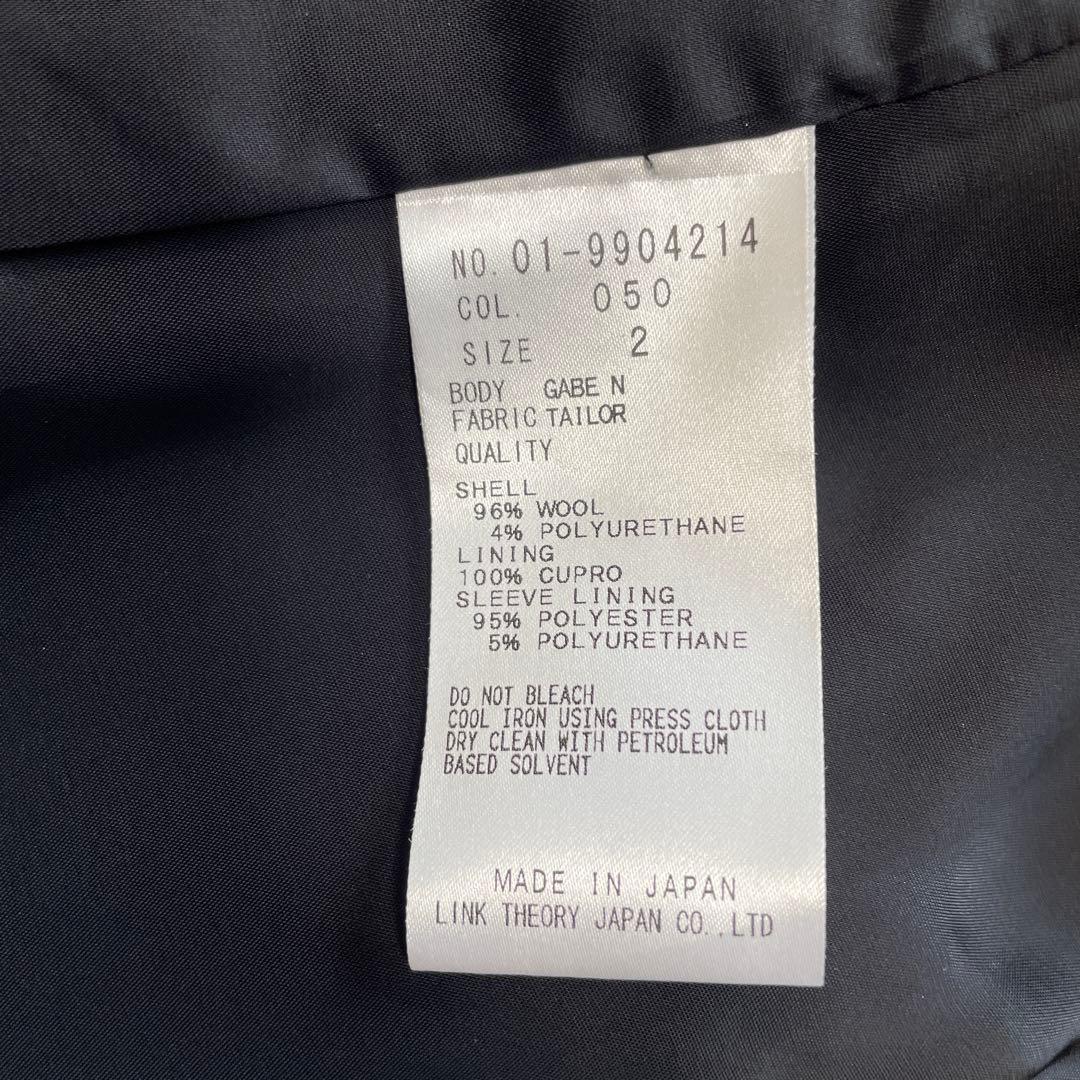 NO. 01-9904214
COL. 050
SIZE 2
BODY GABE N
FABRIC TAILOR
QUALITY
SHELL
96% WOOL
4% POLYURETHANE
LINING
100% CUPRO
SLEEVE LINING
95% POLYESTER
5% POLYURETHANE
DO NOT BLEACH
COOL IRON USING PRESS CLOTH
DRY CLEAN WITH PETROLEUM
BASED SOLVENT
MADE IN JAPAN
LINK THEORY JAPAN CO.,LTD